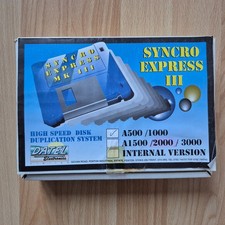 SYNCRO
EXPRESS
III
SYNCRO
EXPRESS
MK III
HIGH SPEED DISK
DUPLICATION SYSTEM
DATEL
Electronics
A500 /1000
A1500 /2000 / 3000
INTERNAL VERSION